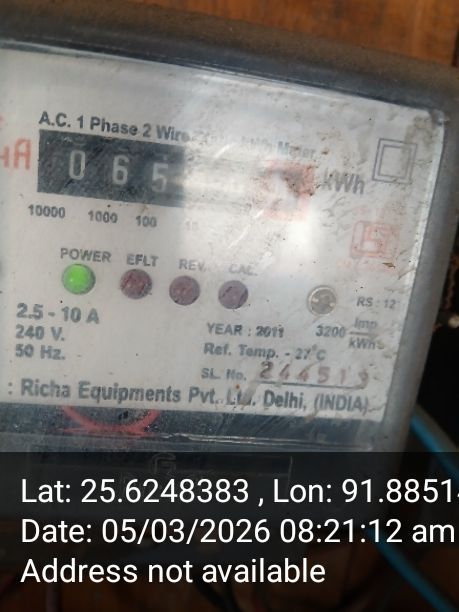 A.C. 1 Phase 2 Wire Meter
0 6 5 kWh
10000 1000 100
POWER EFLT REV. CAL.
RS : 12
2.5 - 10 A
240 V.
50 Hz.
YEAR : 2011 3200 Imp/kWh
Ref. Temp. - 27°C
SL. No. 244513
: Richa Equipments Pvt. Ltd. Delhi, (INDIA)
Lat: 25.6248383 , Lon: 91.8851
Date: 05/03/2026 08:21:12 am
Address not available